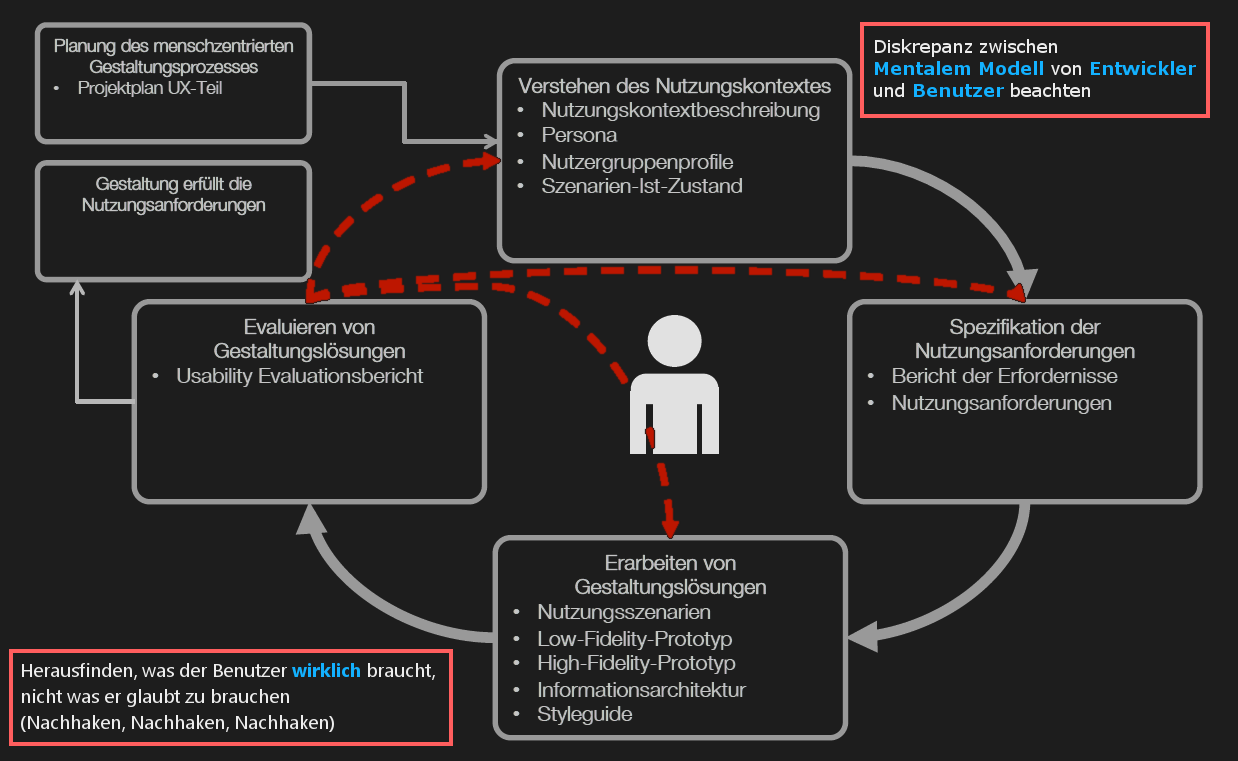 Planung des menschzentrierten
Gestaltungsprozesses
• Projektplan UX-Teil
Gestaltung erfüllt die
Nutzungsanforderungen
Verstehen des Nutzungskontextes
• Nutzungskontextbeschreibung
• Persona
• Nutzergruppenprofile
• Szenarien-Ist-Zustand
Diskrepanz zwischen
Mentalem Modell von Entwickler
und Benutzer beachten
Evaluieren von
Gestaltungslösungen
• Usability Evaluationsbericht
Spezifikation der
Nutzungsanforderungen
• Bericht der Erfordernisse
• Nutzungsanforderungen
Erarbeiten von
Gestaltungslösungen
• Nutzungsszenarien
• Low-Fidelity-Prototyp
• High-Fidelity-Prototyp
• Informationsarchitektur
• Styleguide
Herausfinden, was der Benutzer wirklich braucht,
nicht was er glaubt zu brauchen
(Nachhaken, Nachhaken, Nachhaken)